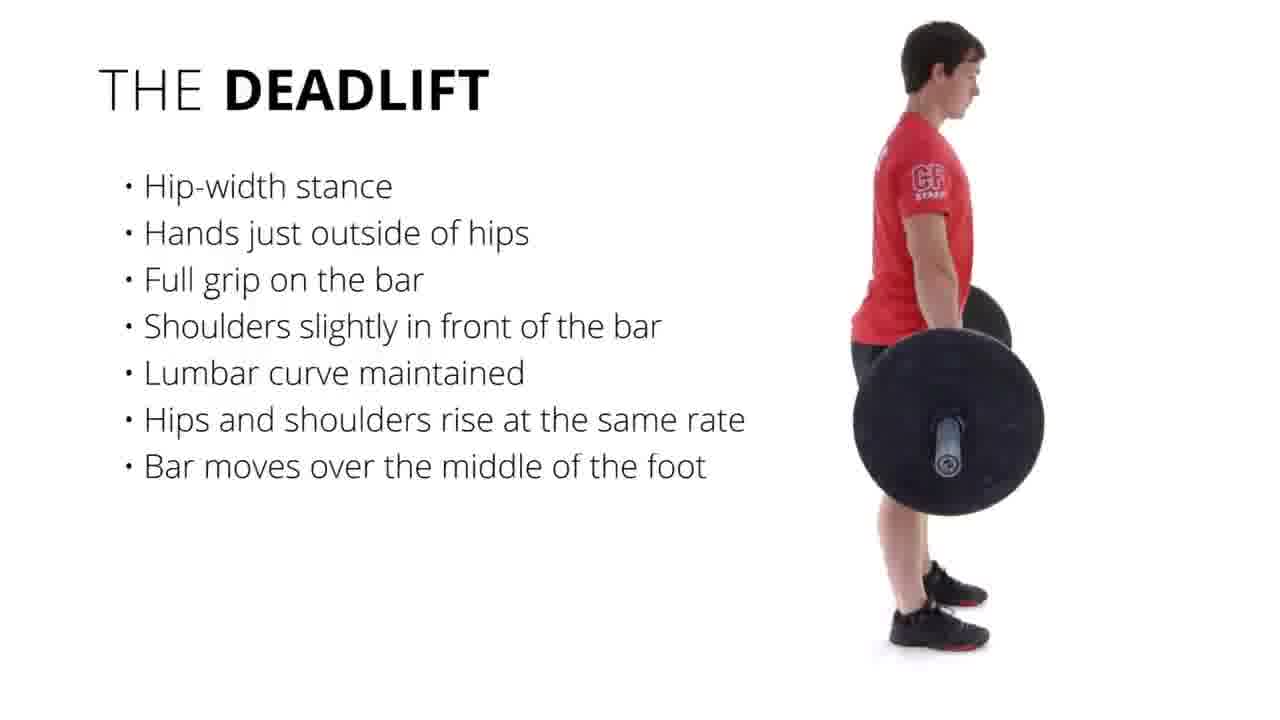 THE DEADLIFT
• Hip-width stance
• Hands just outside of hips
• Full grip on the bar
• Shoulders slightly in front of the bar
• Lumbar curve maintained
• Hips and shoulders rise at the same rate
• Bar moves over the middle of the foot
CF
STAFF